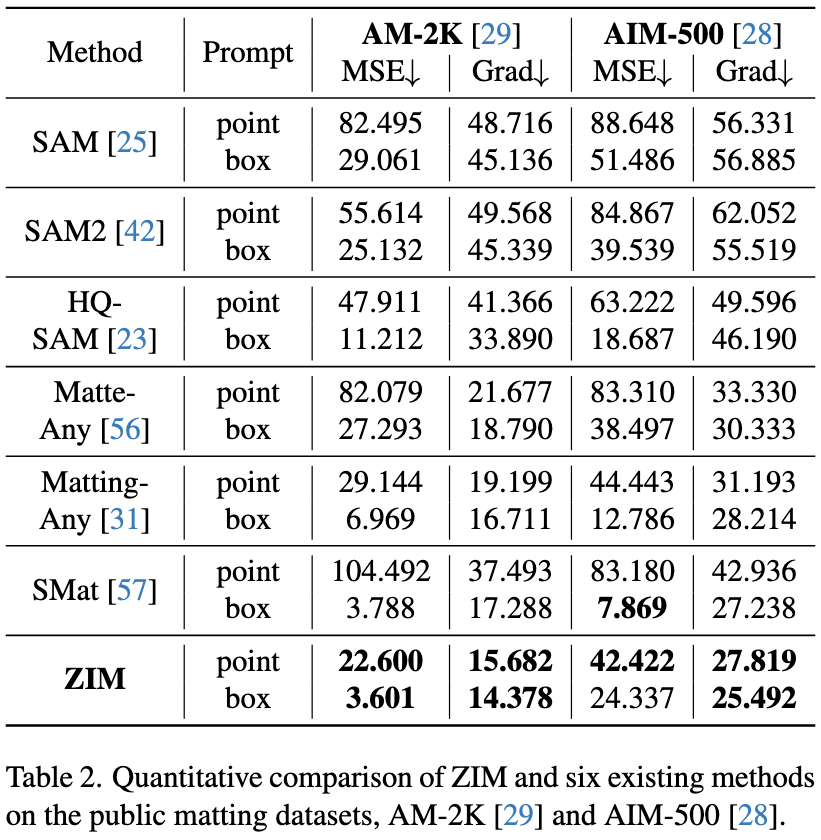 Method Prompt AM-2K [29] AIM-500 [28]
MSE↓ Grad↓ MSE↓ Grad↓
SAM [25] point 82.495 48.716 88.648 56.331
box 29.061 45.136 51.486 56.885
SAM2 [42] point 55.614 49.568 84.867 62.052
box 25.132 45.339 39.539 55.519
HQ- point 47.911 41.366 63.222 49.596
SAM [23] box 11.212 33.890 18.687 46.190
Matte- point 82.079 21.677 83.310 33.330
Any [56] box 27.293 18.790 38.497 30.333
Matting- point 29.144 19.199 44.443 31.193
Any [31] box 6.969 16.711 12.786 28.214
SMat [57] point 104.492 37.493 83.180 42.936
box 3.788 17.288 7.869 27.238
ZIM point 22.600 15.682 42.422 27.819
box 3.601 14.378 24.337 25.492
Table 2. Quantitative comparison of ZIM and six existing methods
on the public matting datasets, AM-2K [29] and AIM-500 [28].